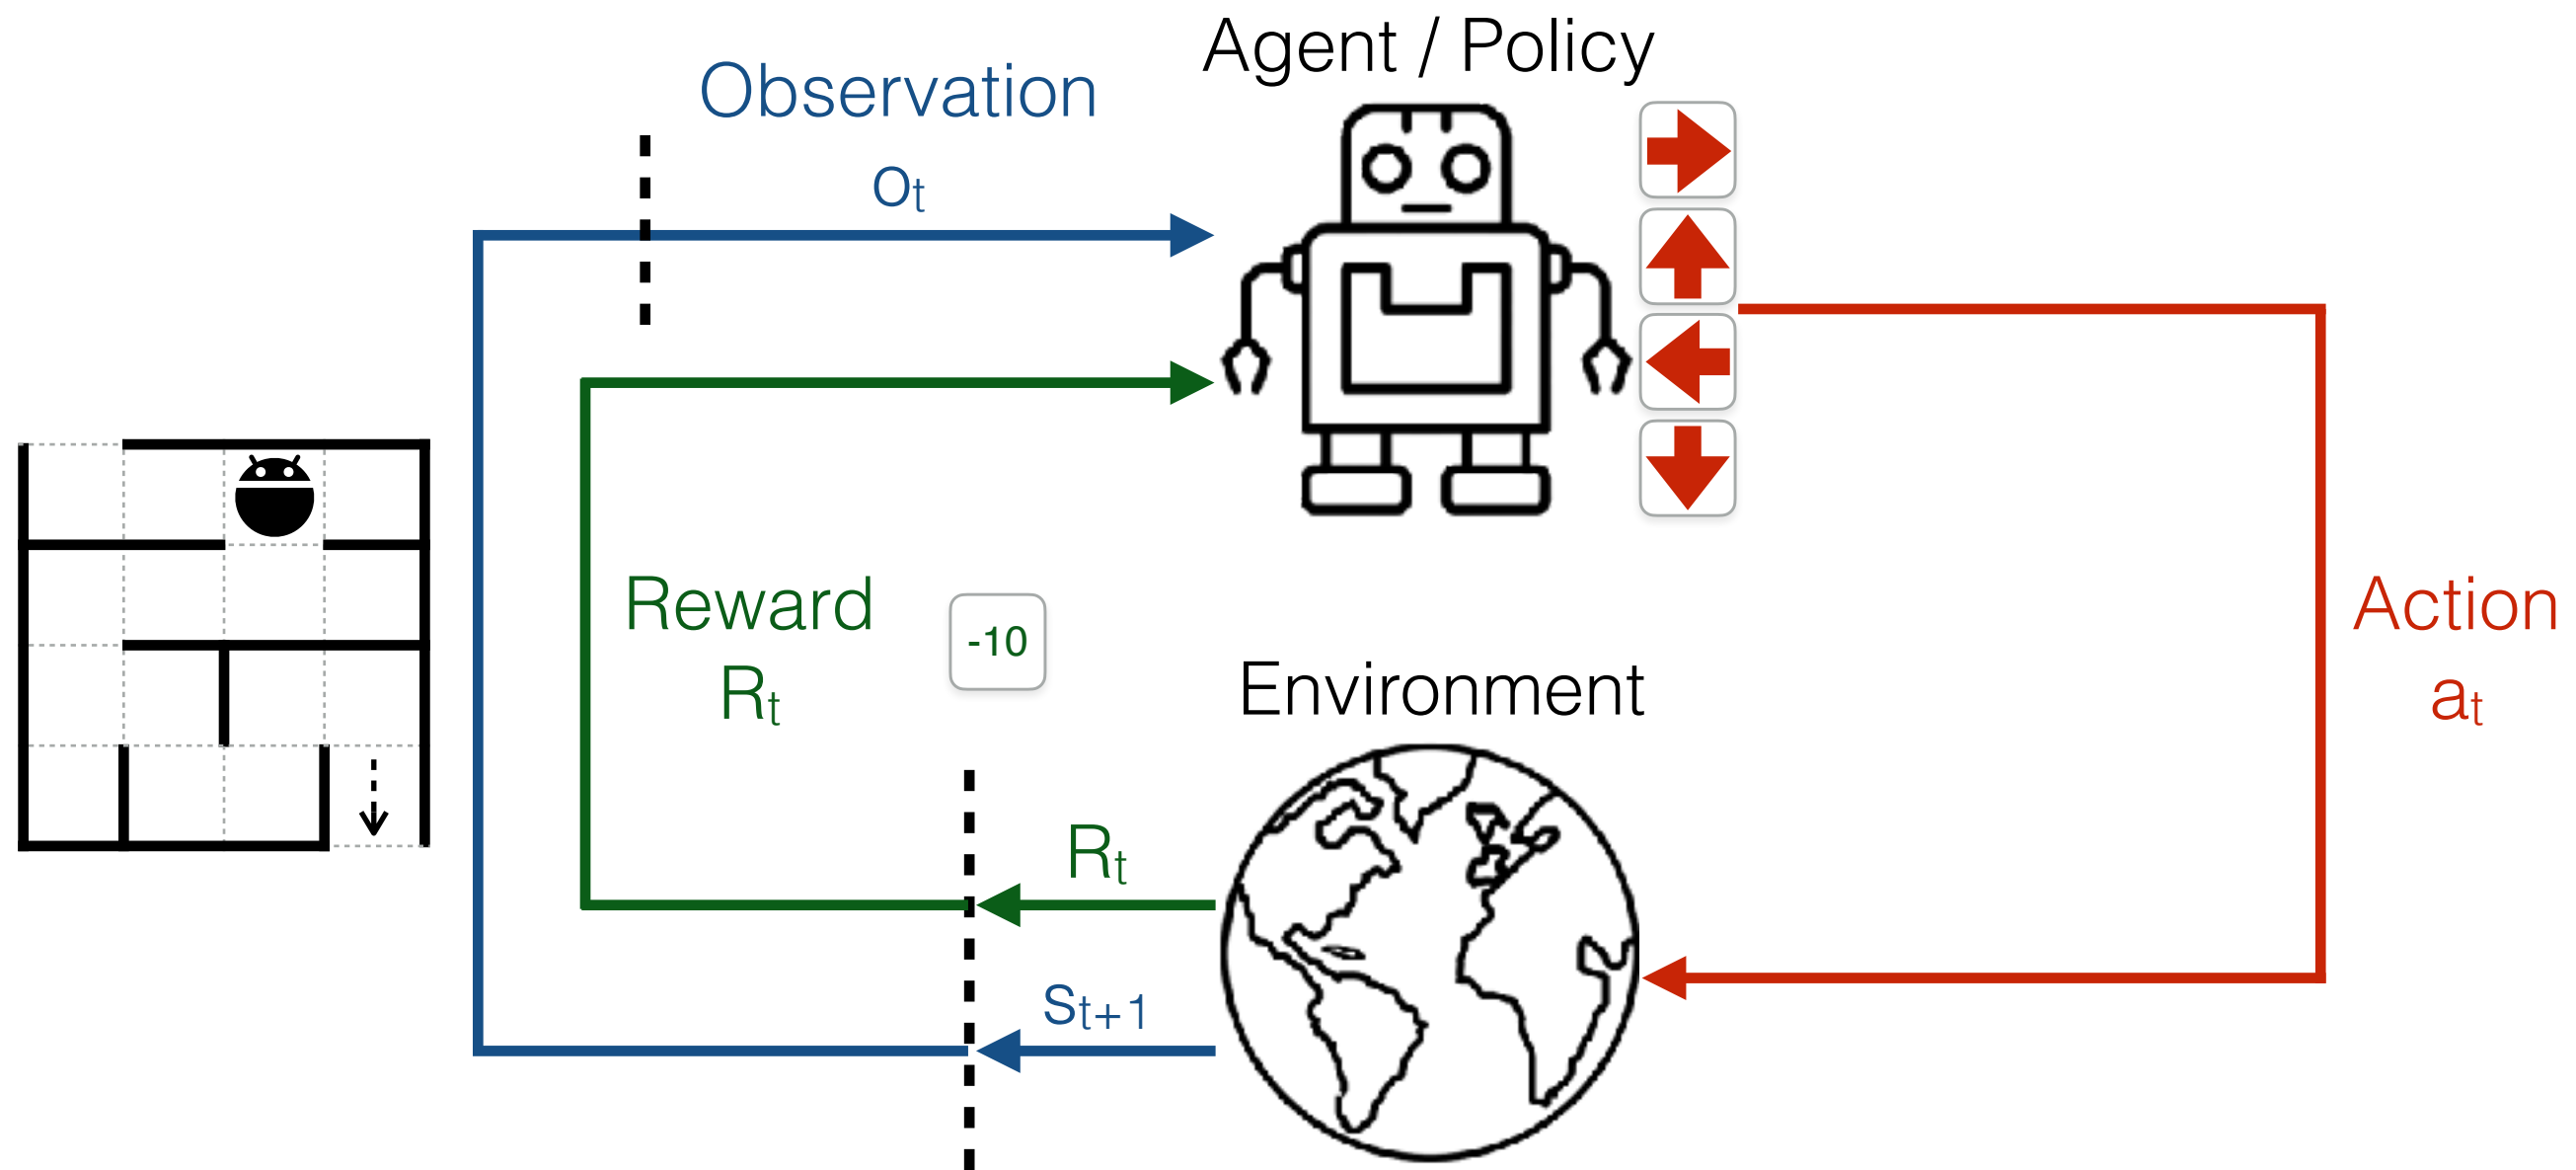 Agent / Policy
Observation
oₜ
Reward
Rₜ
-10
Environment
Action
aₜ
Rₜ
sₜ₊₁